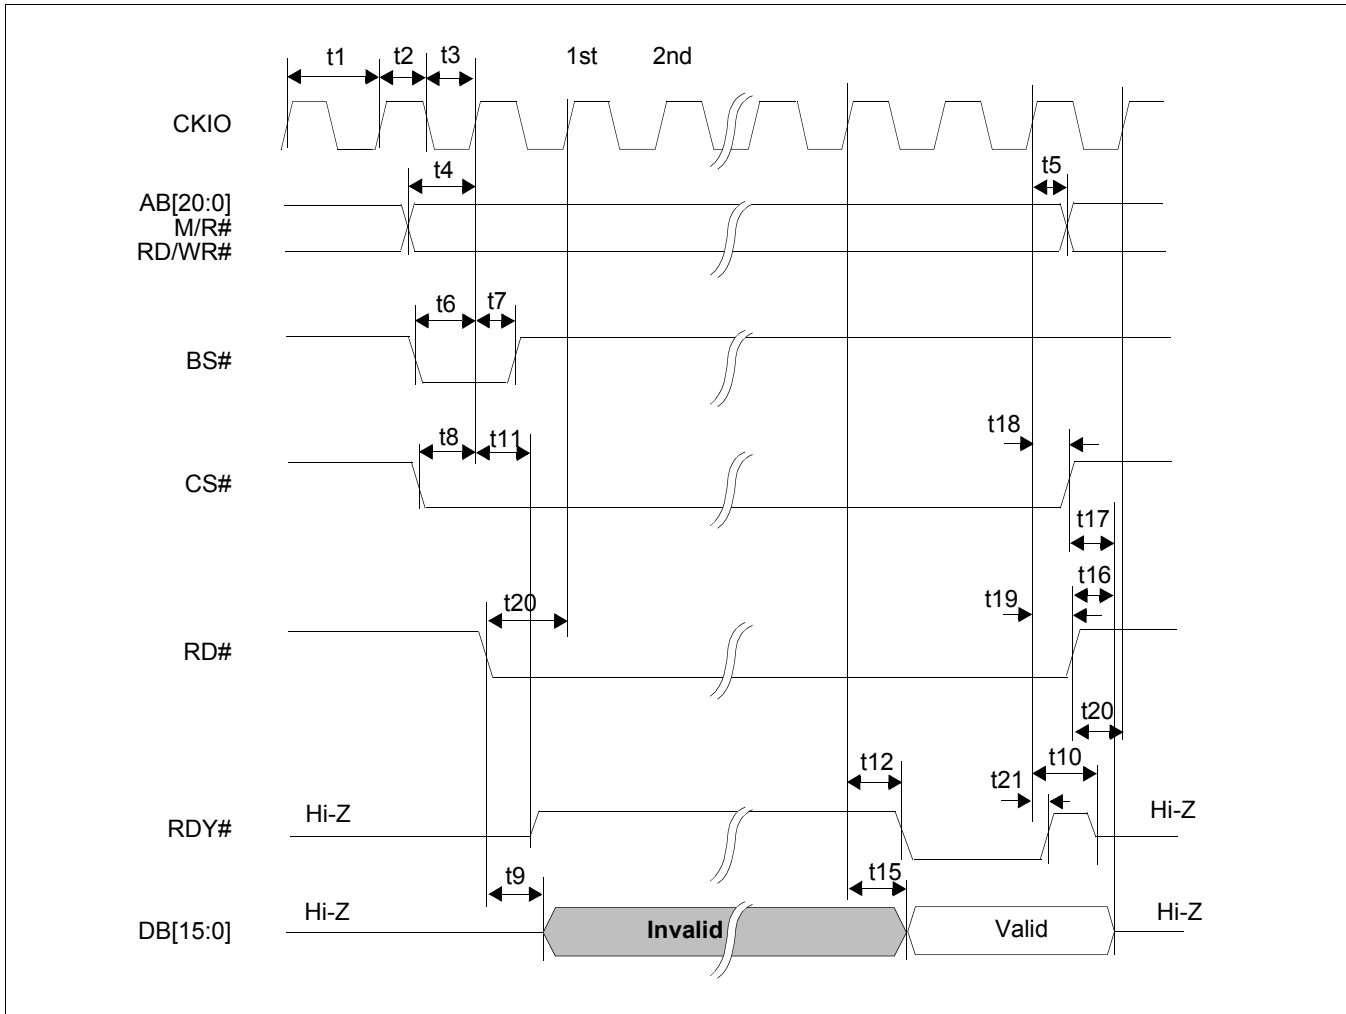 t1 t2 t3 1st 2nd
CKIO
t4 t5
AB[20:0]
M/R#
RD/WR#
t6 t7
BS#
t8 t11 t18
CS#
t17
t16
t20 t19
RD#
t20
t12 t10
t21
Hi-Z Hi-Z
RDY#
t9 t15
Hi-Z Invalid Valid Hi-Z
DB[15:0]